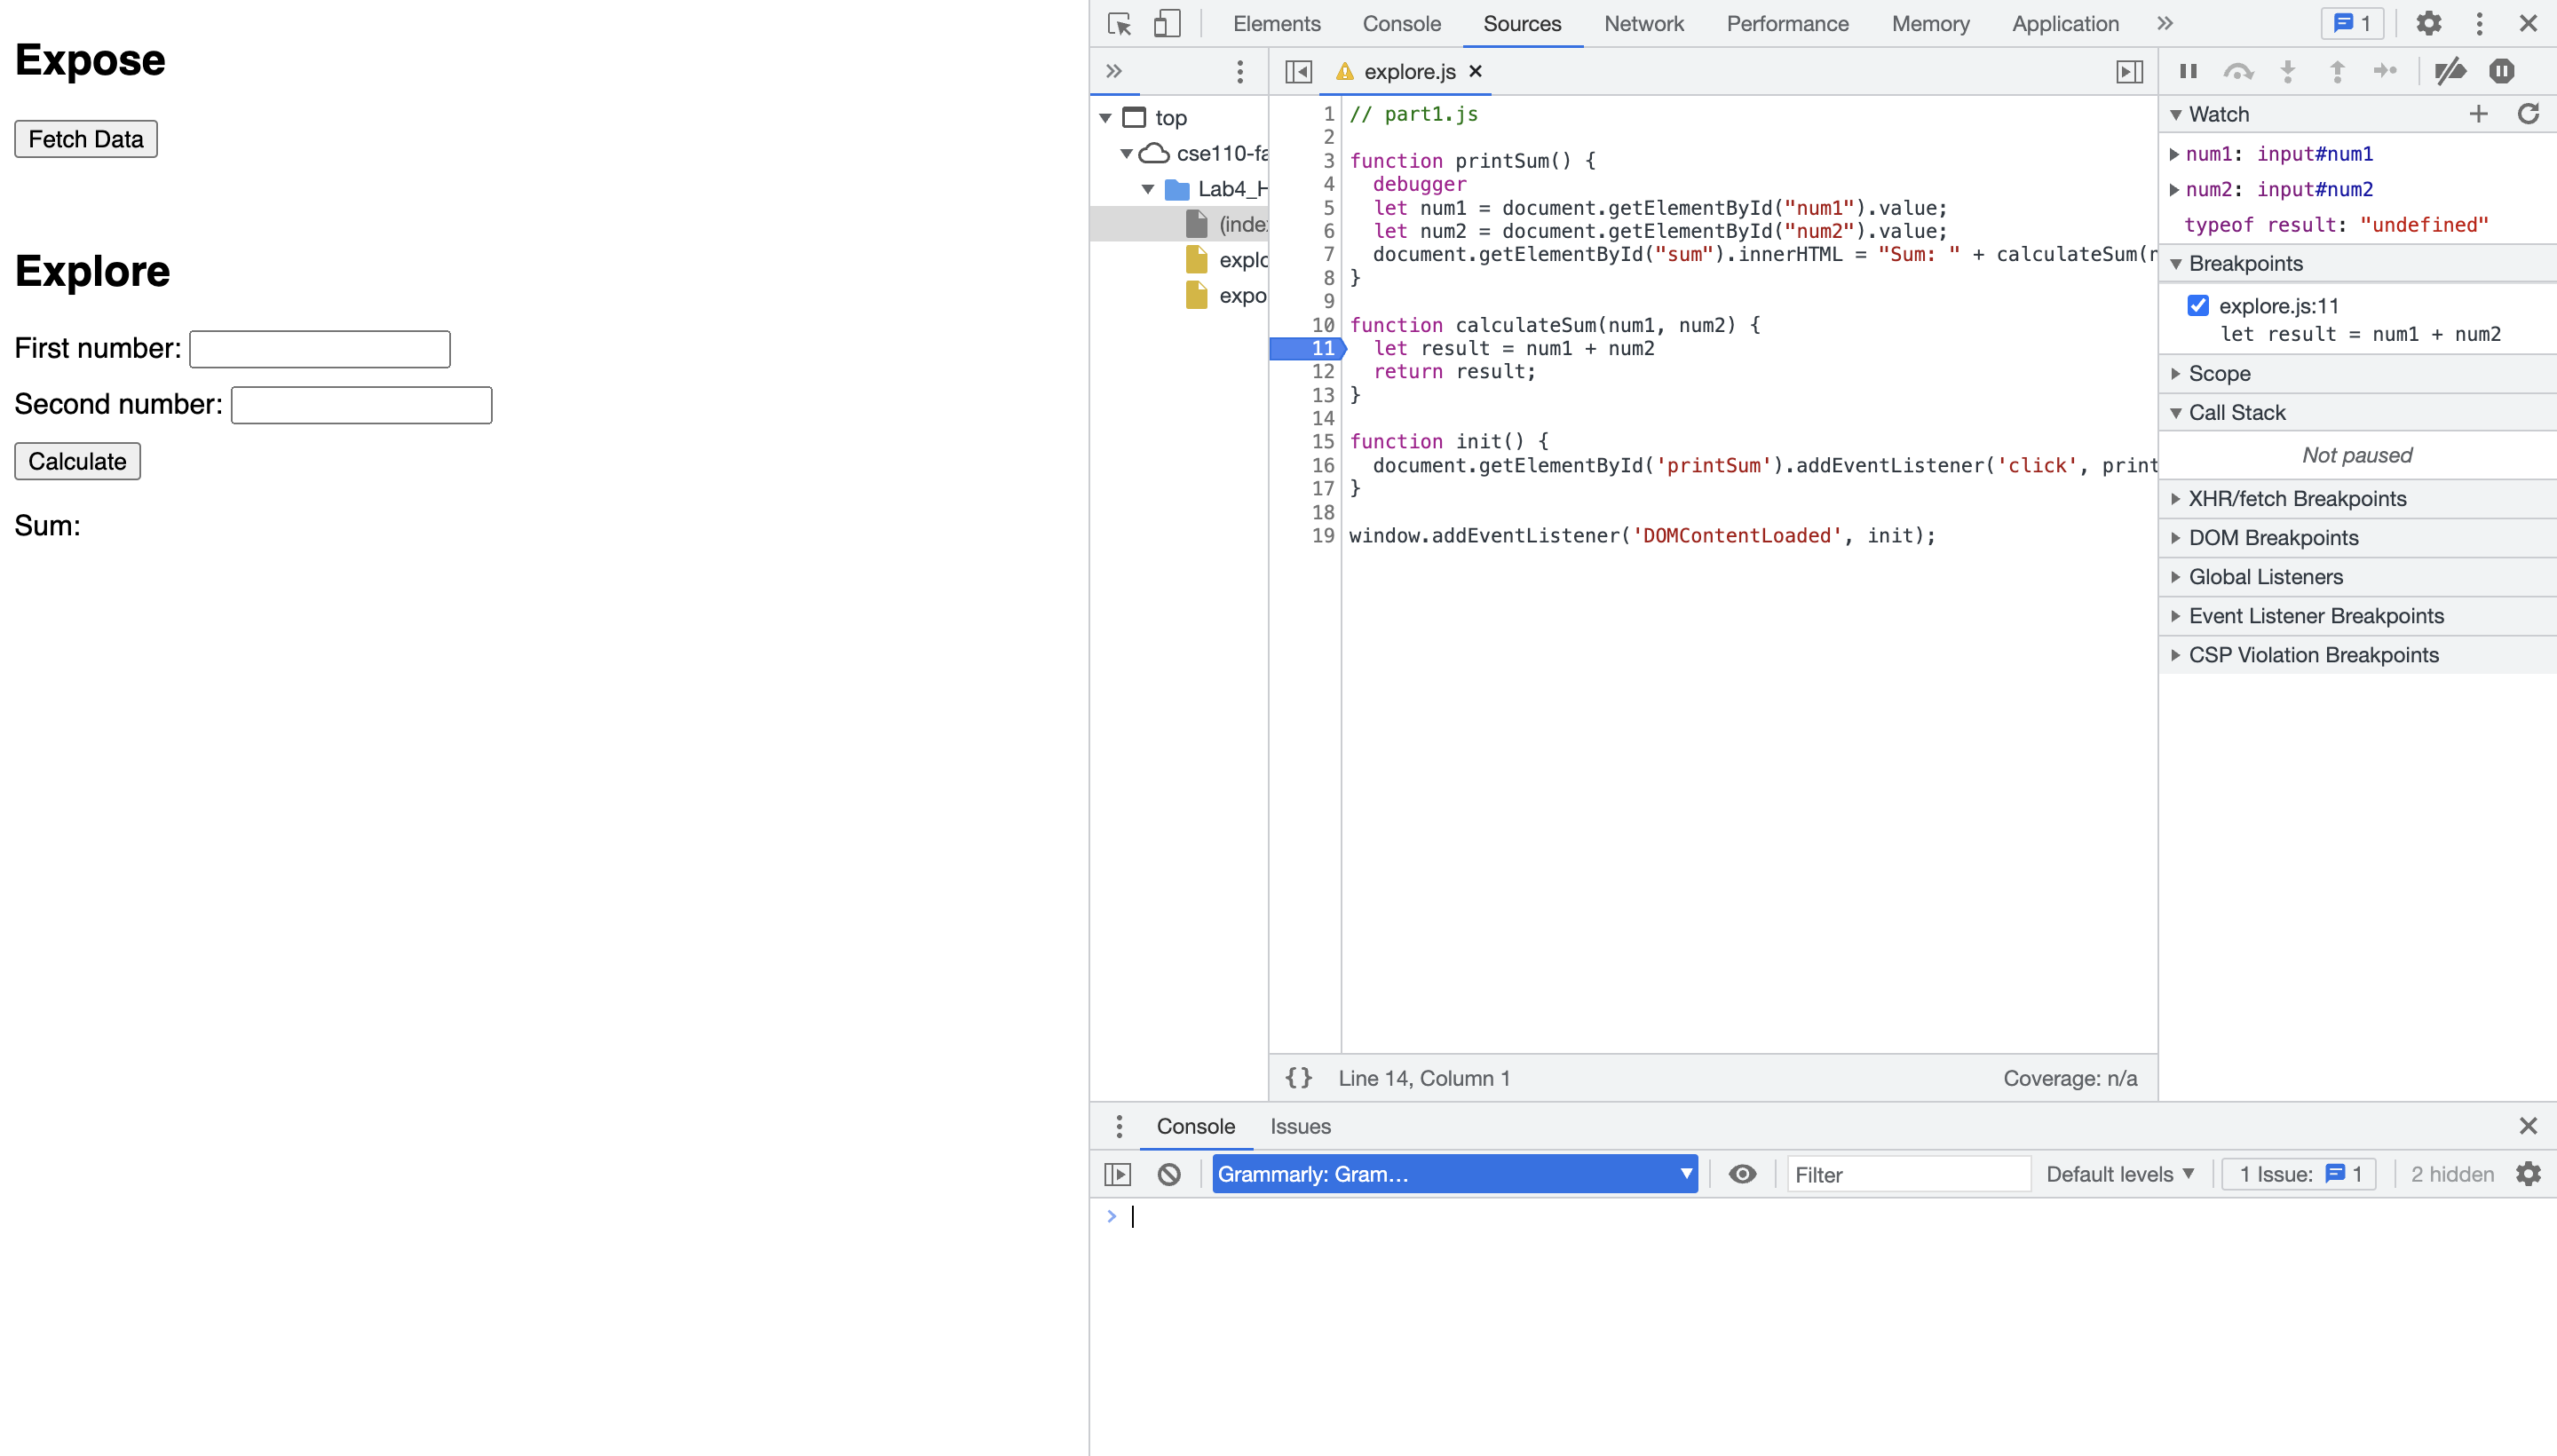 Expose
Fetch Data
Explore
First number:
Second number:
Calculate
Sum:
Elements Console Sources Network Performance Memory Application 1
explore.js
top
cse110-fa
Lab4_H
(inde
explo
expo
1 // part1.js
2
3 function printSum() {
4 debugger
5 let num1 = document.getElementById("num1").value;
6 let num2 = document.getElementById("num2").value;
7 document.getElementById("sum").innerHTML = "Sum: " + calculateSum(n
8 }
9
10 function calculateSum(num1, num2) {
11 let result = num1 + num2
12 return result;
13 }
14
15 function init() {
16 document.getElementById('printSum').addEventListener('click', print
17 }
18
19 window.addEventListener('DOMContentLoaded', init);
{} Line 14, Column 1 Coverage: n/a
Watch
num1: input#num1
num2: input#num2
typeof result: "undefined"
Breakpoints
explore.js:11
let result = num1 + num2
Scope
Call Stack
Not paused
XHR/fetch Breakpoints
DOM Breakpoints
Global Listeners
Event Listener Breakpoints
CSP Violation Breakpoints
Console Issues
Grammarly: Gram... Filter Default levels 1 Issue: 1 2 hidden